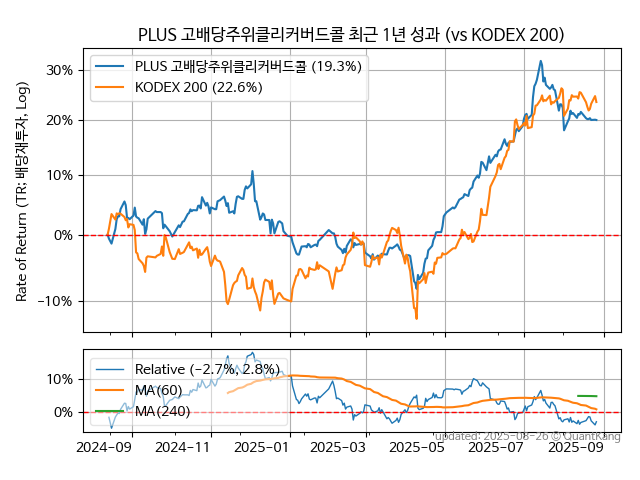 PLUS 고배당주위클리커버드콜 최근 1년 성과 (vs KODEX 200)
PLUS 고배당주위클리커버드콜 (19.3%)
KODEX 200 (22.6%)
Rate of Return (TR: 배당재투자, Log)
30%
20%
10%
0%
−10%
Relative (−2.7%, 2.8%)
MA(60)
MA(240)
10%
0%
2024−09
2024−11
2025−01
2025−03
2025−05
2025−07
2025−09
updated: 2025-08-26 © QuantKang